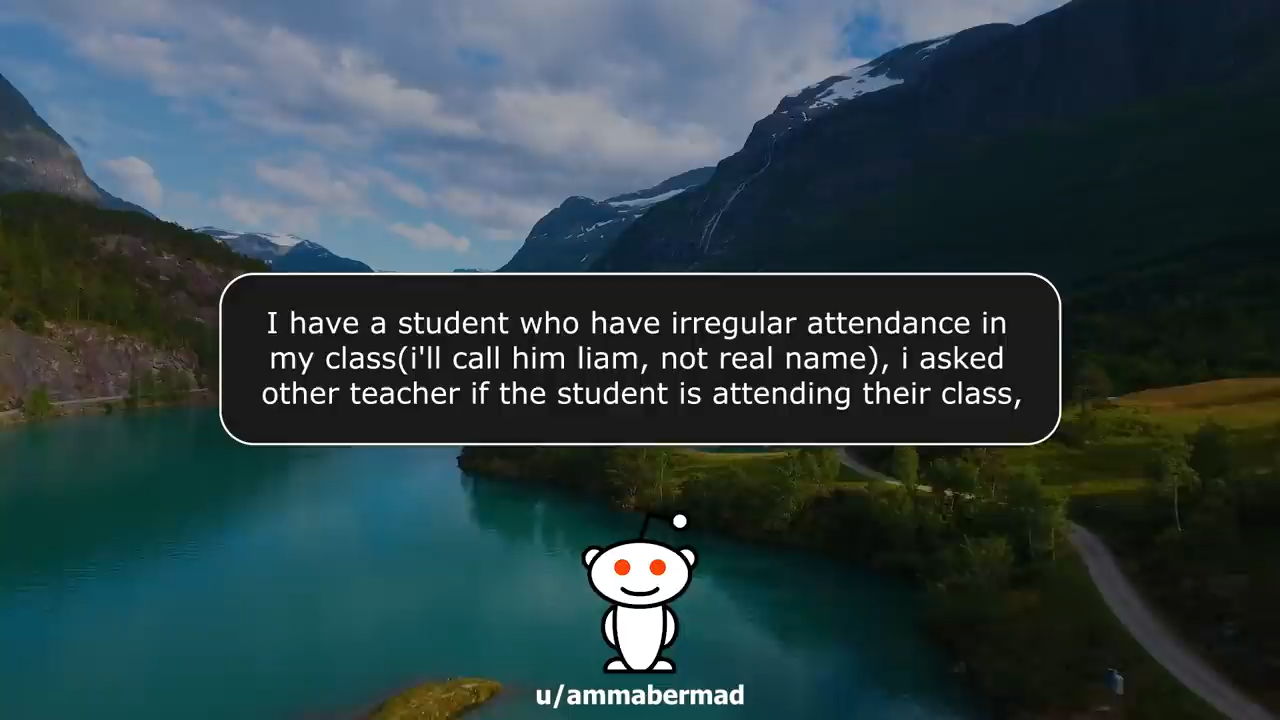 I have a student who have irregular attendance in
my class(i'll call him liam, not real name), i asked
other teacher if the student is attending their class,
u/ammabermad